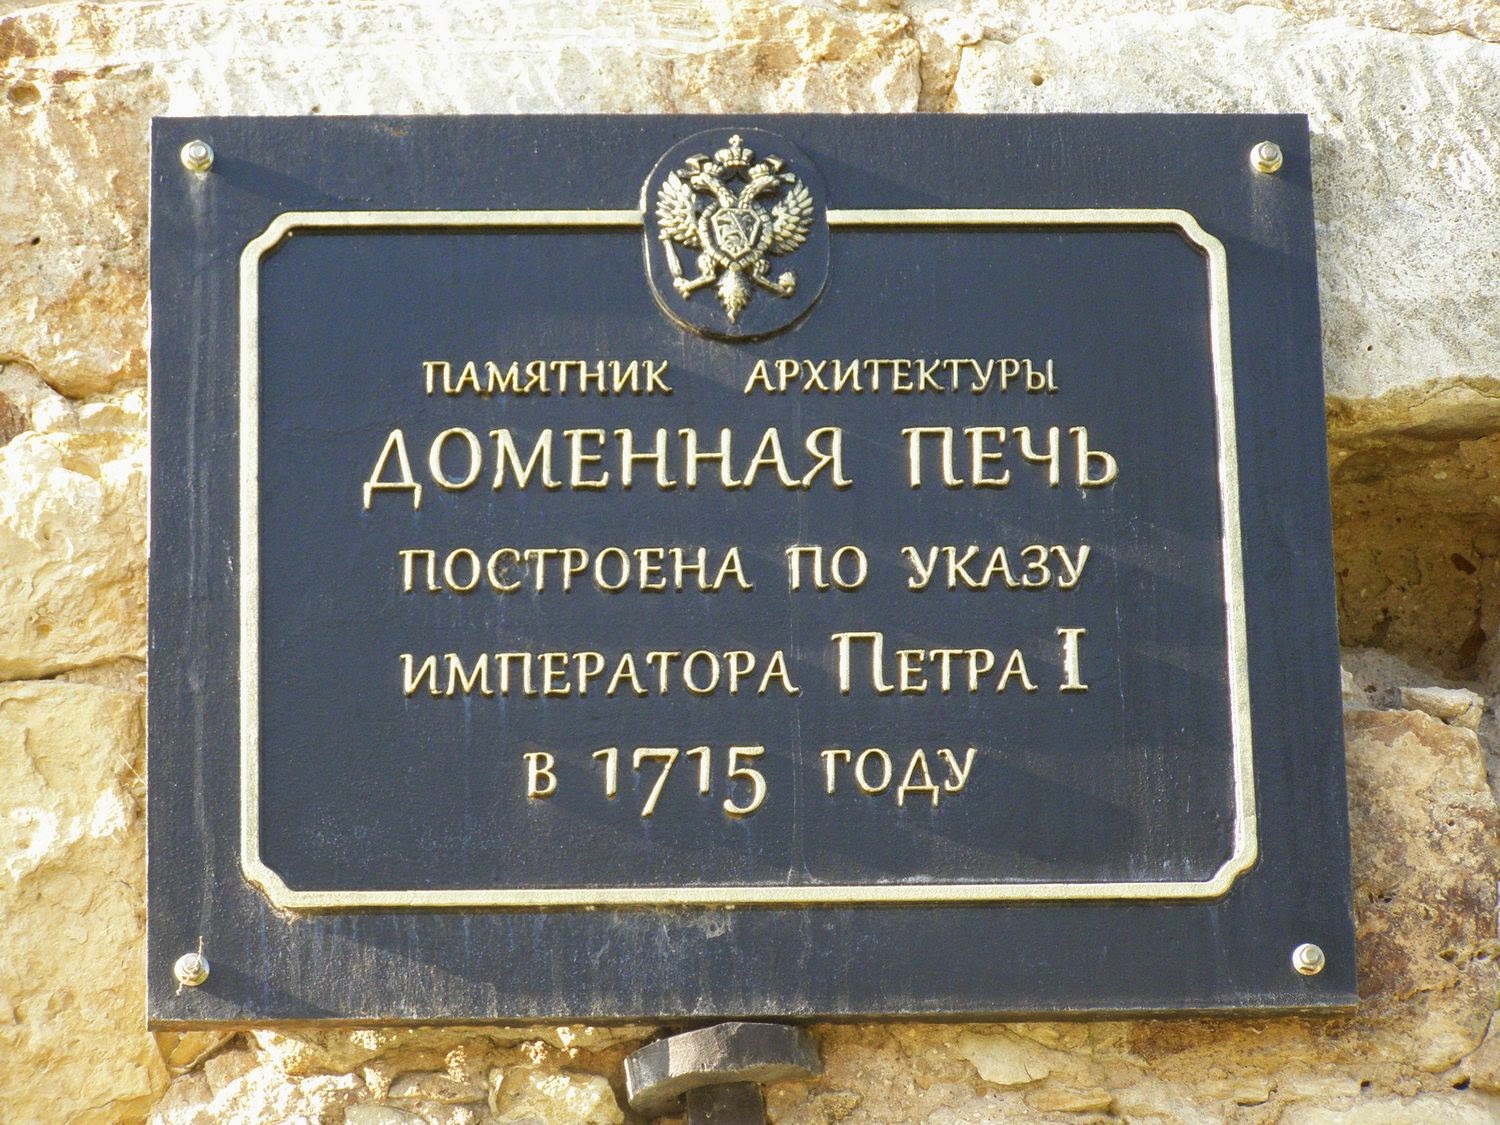 ПАМЯТНИК АРХИТЕКТУРЫ
ДОМЕННАЯ ПЕЧЬ
ПОСТРОЕНА ПО УКАЗУ
ИМПЕРАТОРА ПЕТРА I
В 1715 ГОДУ